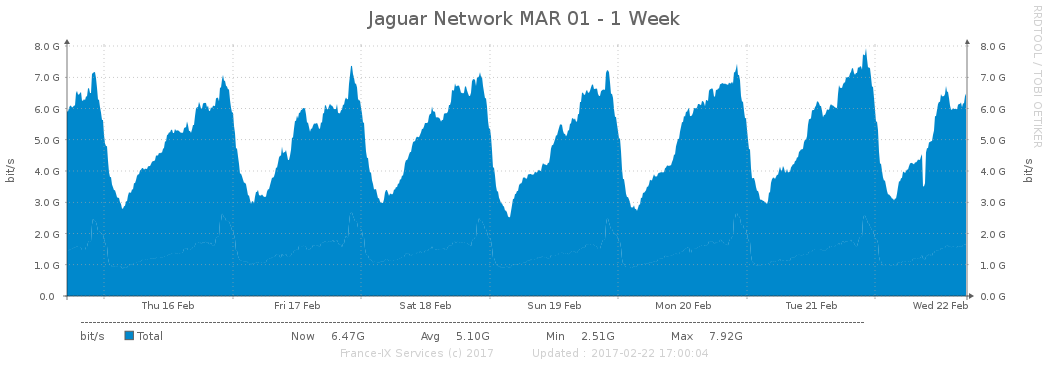 Jaguar Network MAR 01 - 1 Week
RRDTOOL / TOBI OETIKER
bit/s
bit/s
8.0 G 8.0 G
7.0 G 7.0 G
6.0 G 6.0 G
5.0 G 5.0 G
4.0 G 4.0 G
3.0 G 3.0 G
2.0 G 2.0 G
1.0 G 1.0 G
0.0 0.0 G
Thu 16 Feb Fri 17 Feb Sat 18 Feb Sun 19 Feb Mon 20 Feb Tue 21 Feb Wed 22 Feb
bit/s Total Now 6.47G Avg 5.10G Min 2.51G Max 7.92G
France-IX Services (c) 2017 Updated : 2017-02-22 17:00:04